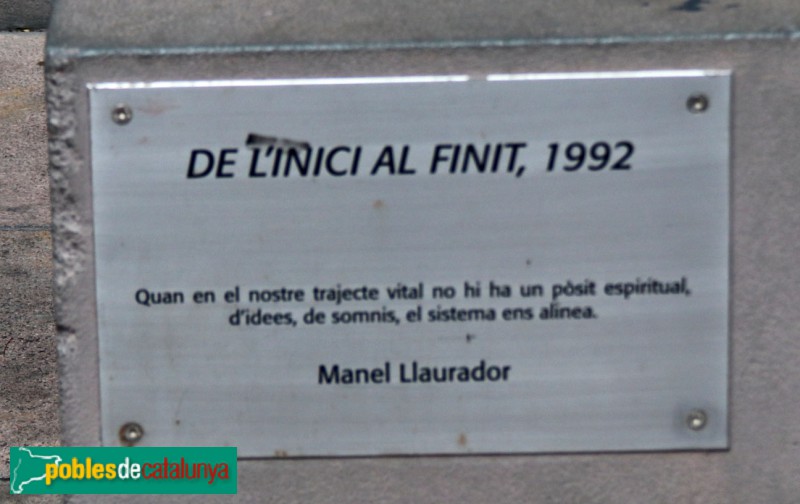 DE L'INICI AL FINIT, 1992
Quan en el nostre trajecte vital no hi ha un pòsit espiritual,
d'idees, de somnis, el sistema ens alinea.
Manel Llaurador
poblesdecatalunya